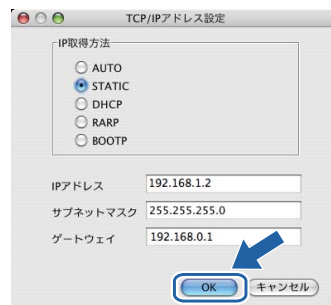 TCP/IPアドレス設定
IP取得方法
AUTO
STATIC
DHCP
RARP
BOOTP
IPアドレス 192.168.1.2
サブネットマスク 255.255.255.0
ゲートウェイ 192.168.0.1
OK キャンセル